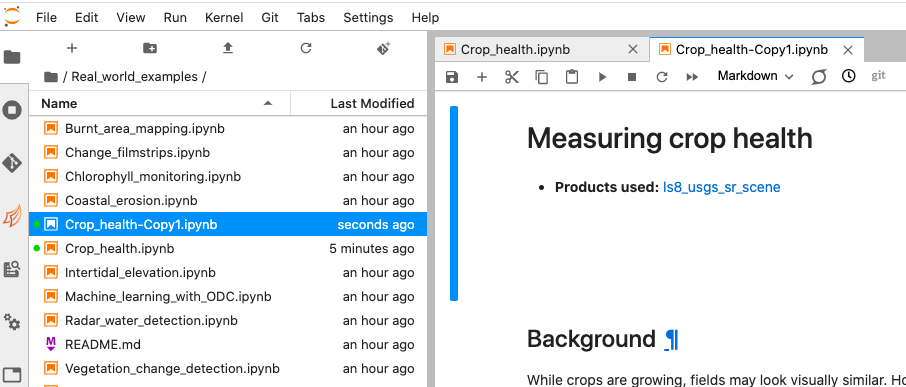 File Edit View Run Kernel Git Tabs Settings Help
Crop_health.ipynb
Crop_health-Copy1.ipynb
/ Real_world_examples /
Markdown
git
Name Last Modified
Burnt_area_mapping.ipynb an hour ago
Change_filmstrips.ipynb an hour ago
Chlorophyll_monitoring.ipynb an hour ago
Coastal_erosion.ipynb an hour ago
Crop_health-Copy1.ipynb seconds ago
Crop_health.ipynb 5 minutes ago
Intertidal_elevation.ipynb an hour ago
Machine_learning_with_ODC.ipynb an hour ago
Radar_water_detection.ipynb an hour ago
README.md an hour ago
Vegetation_change_detection.ipynb an hour ago
Measuring crop health
• Products used: ls8_usgs_sr_scene
Background ¶
While crops are growing, fields may look visually similar.